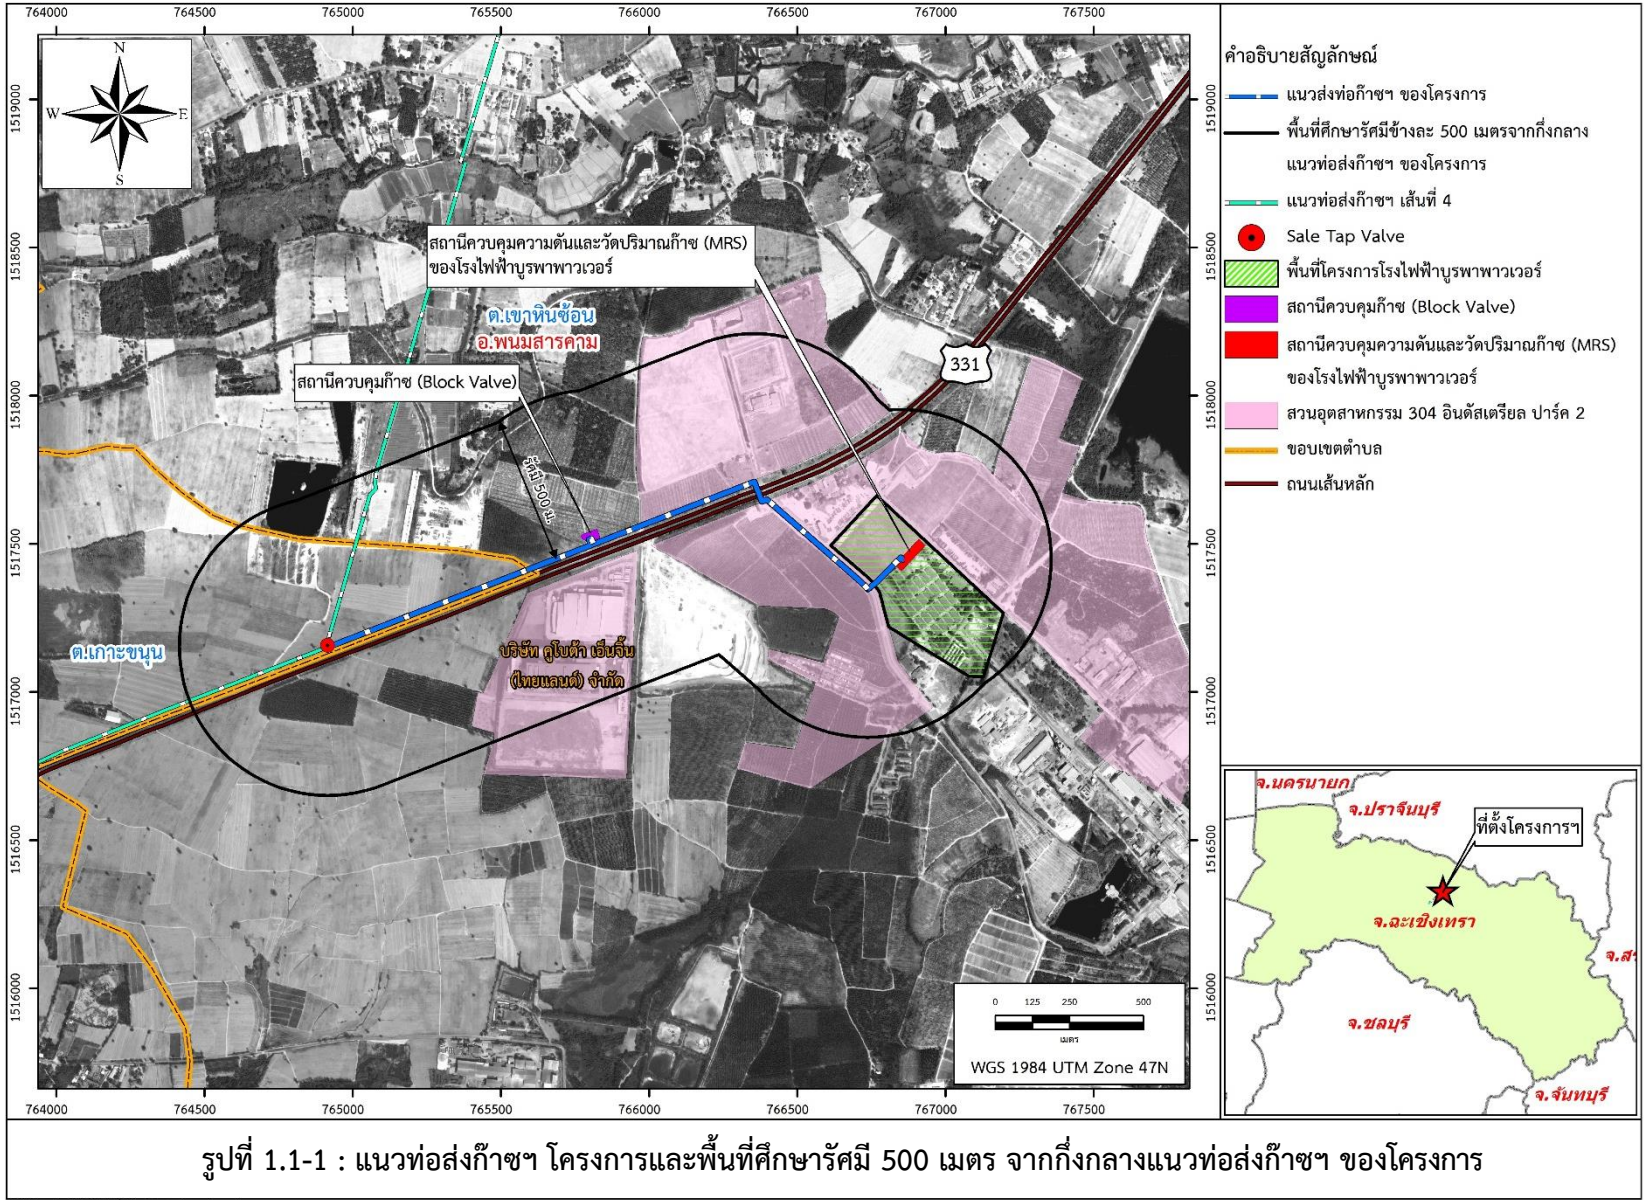 764000 764500 765000 765500 766000 766500 767000 767500
1519000
1518500
1518000
1517500
1517000
1516500
1516000
N
W E
S
สถานีควบคุมความดันและวัดปริมาณก๊าซ (MRS)
ของโรงไฟฟ้าบูรพาพาวเวอร์
ต.เขาหินซ้อน
อ.พนมสารคาม
331
สถานีควบคุมก๊าซ (Block Valve)
รัศมี 500 ม.
ต.เกาะขนุน
บริษัท คูโบต้า เอ็นจิ้น
(ไทยแลนด์) จำกัด
0 125 250 500
เมตร
WGS 1984 UTM Zone 47N
1519000
1518500
1518000
1517500
1517000
1516500
1516000
764000 764500 765000 765500 766000 766500 767000 767500
คำอธิบายสัญลักษณ์
แนวส่งท่อก๊าซฯ ของโครงการ
พื้นที่ศึกษารัศมีข้างละ 500 เมตรจากกึ่งกลาง
แนวท่อส่งก๊าซฯ ของโครงการ
แนวท่อส่งก๊าซฯ เส้นที่ 4
Sale Tap Valve
พื้นที่โครงการโรงไฟฟ้าบูรพาพาวเวอร์
สถานีควบคุมก๊าซ (Block Valve)
สถานีควบคุมความดันและวัดปริมาณก๊าซ (MRS)
ของโรงไฟฟ้าบูรพาพาวเวอร์
สวนอุตสาหกรรม 304 อินดัสเตรียล ปาร์ค 2
ขอบเขตตำบล
ถนนเส้นหลัก
จ.นครนายก
จ.ปราจีนบุรี
ที่ตั้งโครงการฯ
จ.ฉะเชิงเทรา
จ.ชลบุรี
จ.จันทบุรี
รูปที่ 1.1-1 : แนวท่อส่งก๊าซฯ โครงการและพื้นที่ศึกษารัศมี 500 เมตร จากกึ่งกลางแนวท่อส่งก๊าซฯ ของโครงการ